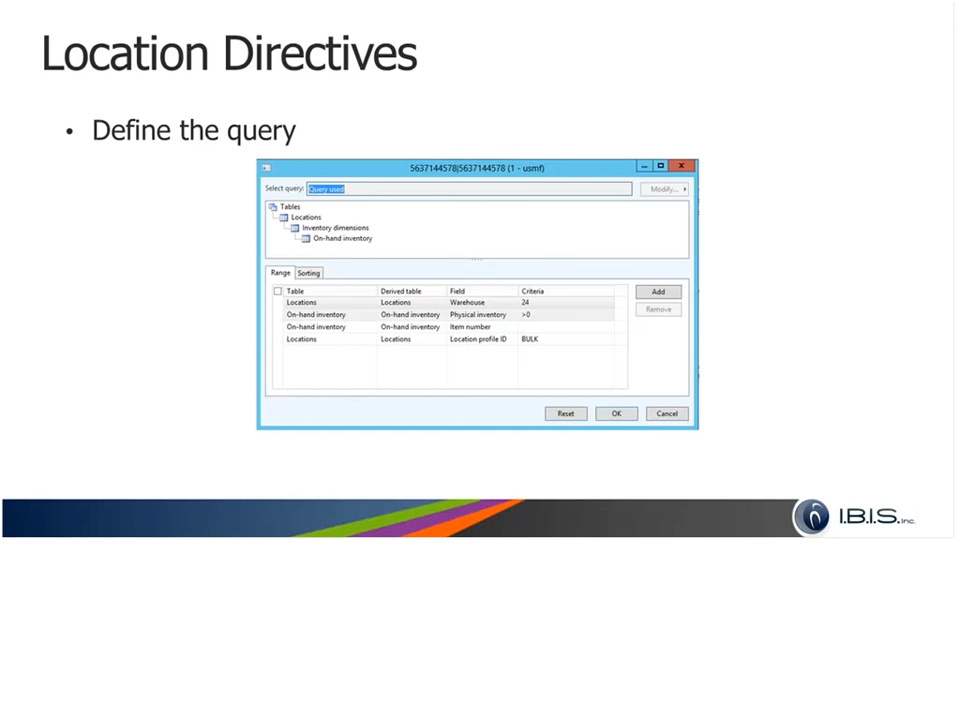 Location Directives
• Define the query
5637144578|5637144578 (1 - usmf)
Select query: Query used Modify...
Tables
Locations
Inventory dimensions
On-hand inventory
Range Sorting
Table Derived table Field Criteria Add
Locations Locations Warehouse 24
On-hand inventory On-hand inventory Physical inventory >0 Remove
On-hand inventory On-hand inventory Item number
Locations Locations Location profile ID BULK
Reset OK Cancel
I.B.I.S. Inc.